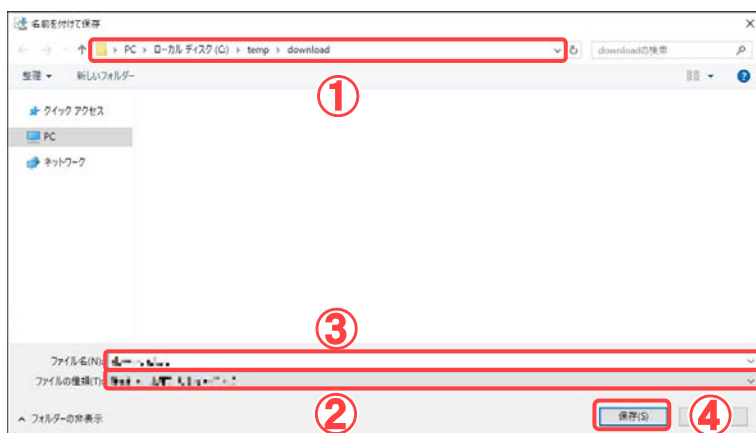 名前を付けて保存
PC › ローカル ディスク (C:) › temp › download
downloadの検索
①
整理 新しいフォルダー
クイック アクセス
PC
ネットワーク
③
ファイル名(N):
ファイルの種類(T):
②
④
フォルダーの非表示
保存(S)